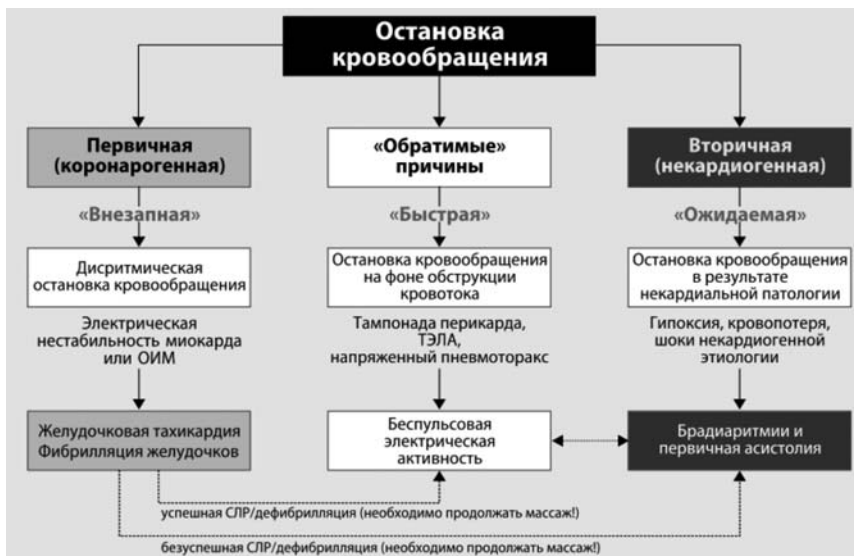 Остановка
кровообращения
Первичная
(коронарогенная)
«Обратимые»
причины
Вторичная
(некардиогенная)
«Внезапная»
«Быстрая»
«Ожидаемая»
Дисритмическая
остановка кровообращения
Остановка кровообращения
на фоне обструкции
кровотока
Остановка кровообращения
в результате
некардиальной патологии
Электрическая
нестабильность миокарда
или ОИМ
Тампонада перикарда,
ТЭЛА,
напряженный пневмоторакс
Гипоксия, кровопотеря,
шоки некардиогенной
этиологии
Желудочковая тахикардия
Фибрилляция желудочков
Беспульсовая
электрическая
активность
Брадиаритмии и
первичная асистолия
успешная СЛР/дефибрилляция (необходимо продолжать массаж!)
безуспешная СЛР/дефибрилляция (необходимо продолжать массаж!)